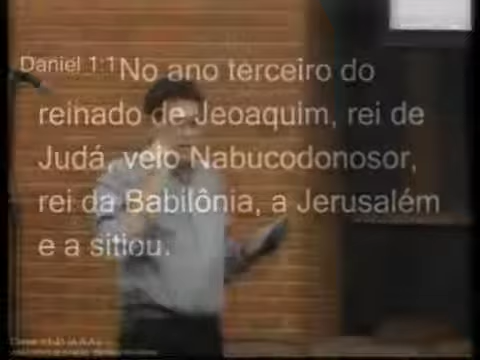 Daniel 1:1 No ano terceiro do
reinado de Jeoaquim, rei de
Judá, veio Nabucodonosor,
rei da Babilônia, a Jerusalém
e a sitiou.